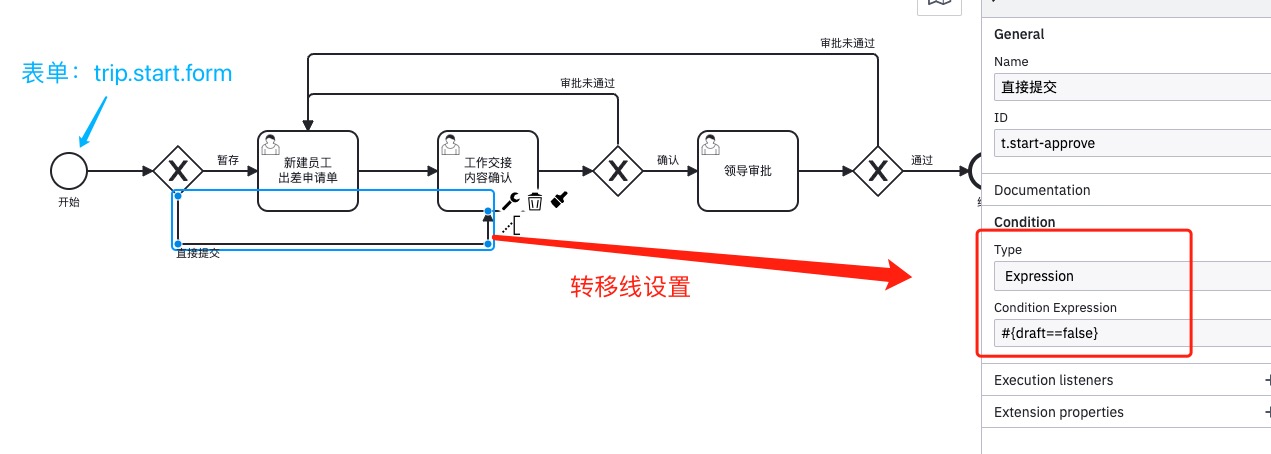 审批未通过
表单：trip.start.form
审批未通过
暂存
新建员工
出差申请单
工作交接
内容确认
确认
领导审批
通过
开始
直接提交
转移线设置
General
Name
直接提交
ID
t.start-approve
Documentation
Condition
Type
Expression
Condition Expression
#{draft==false}
Execution listeners
Extension properties